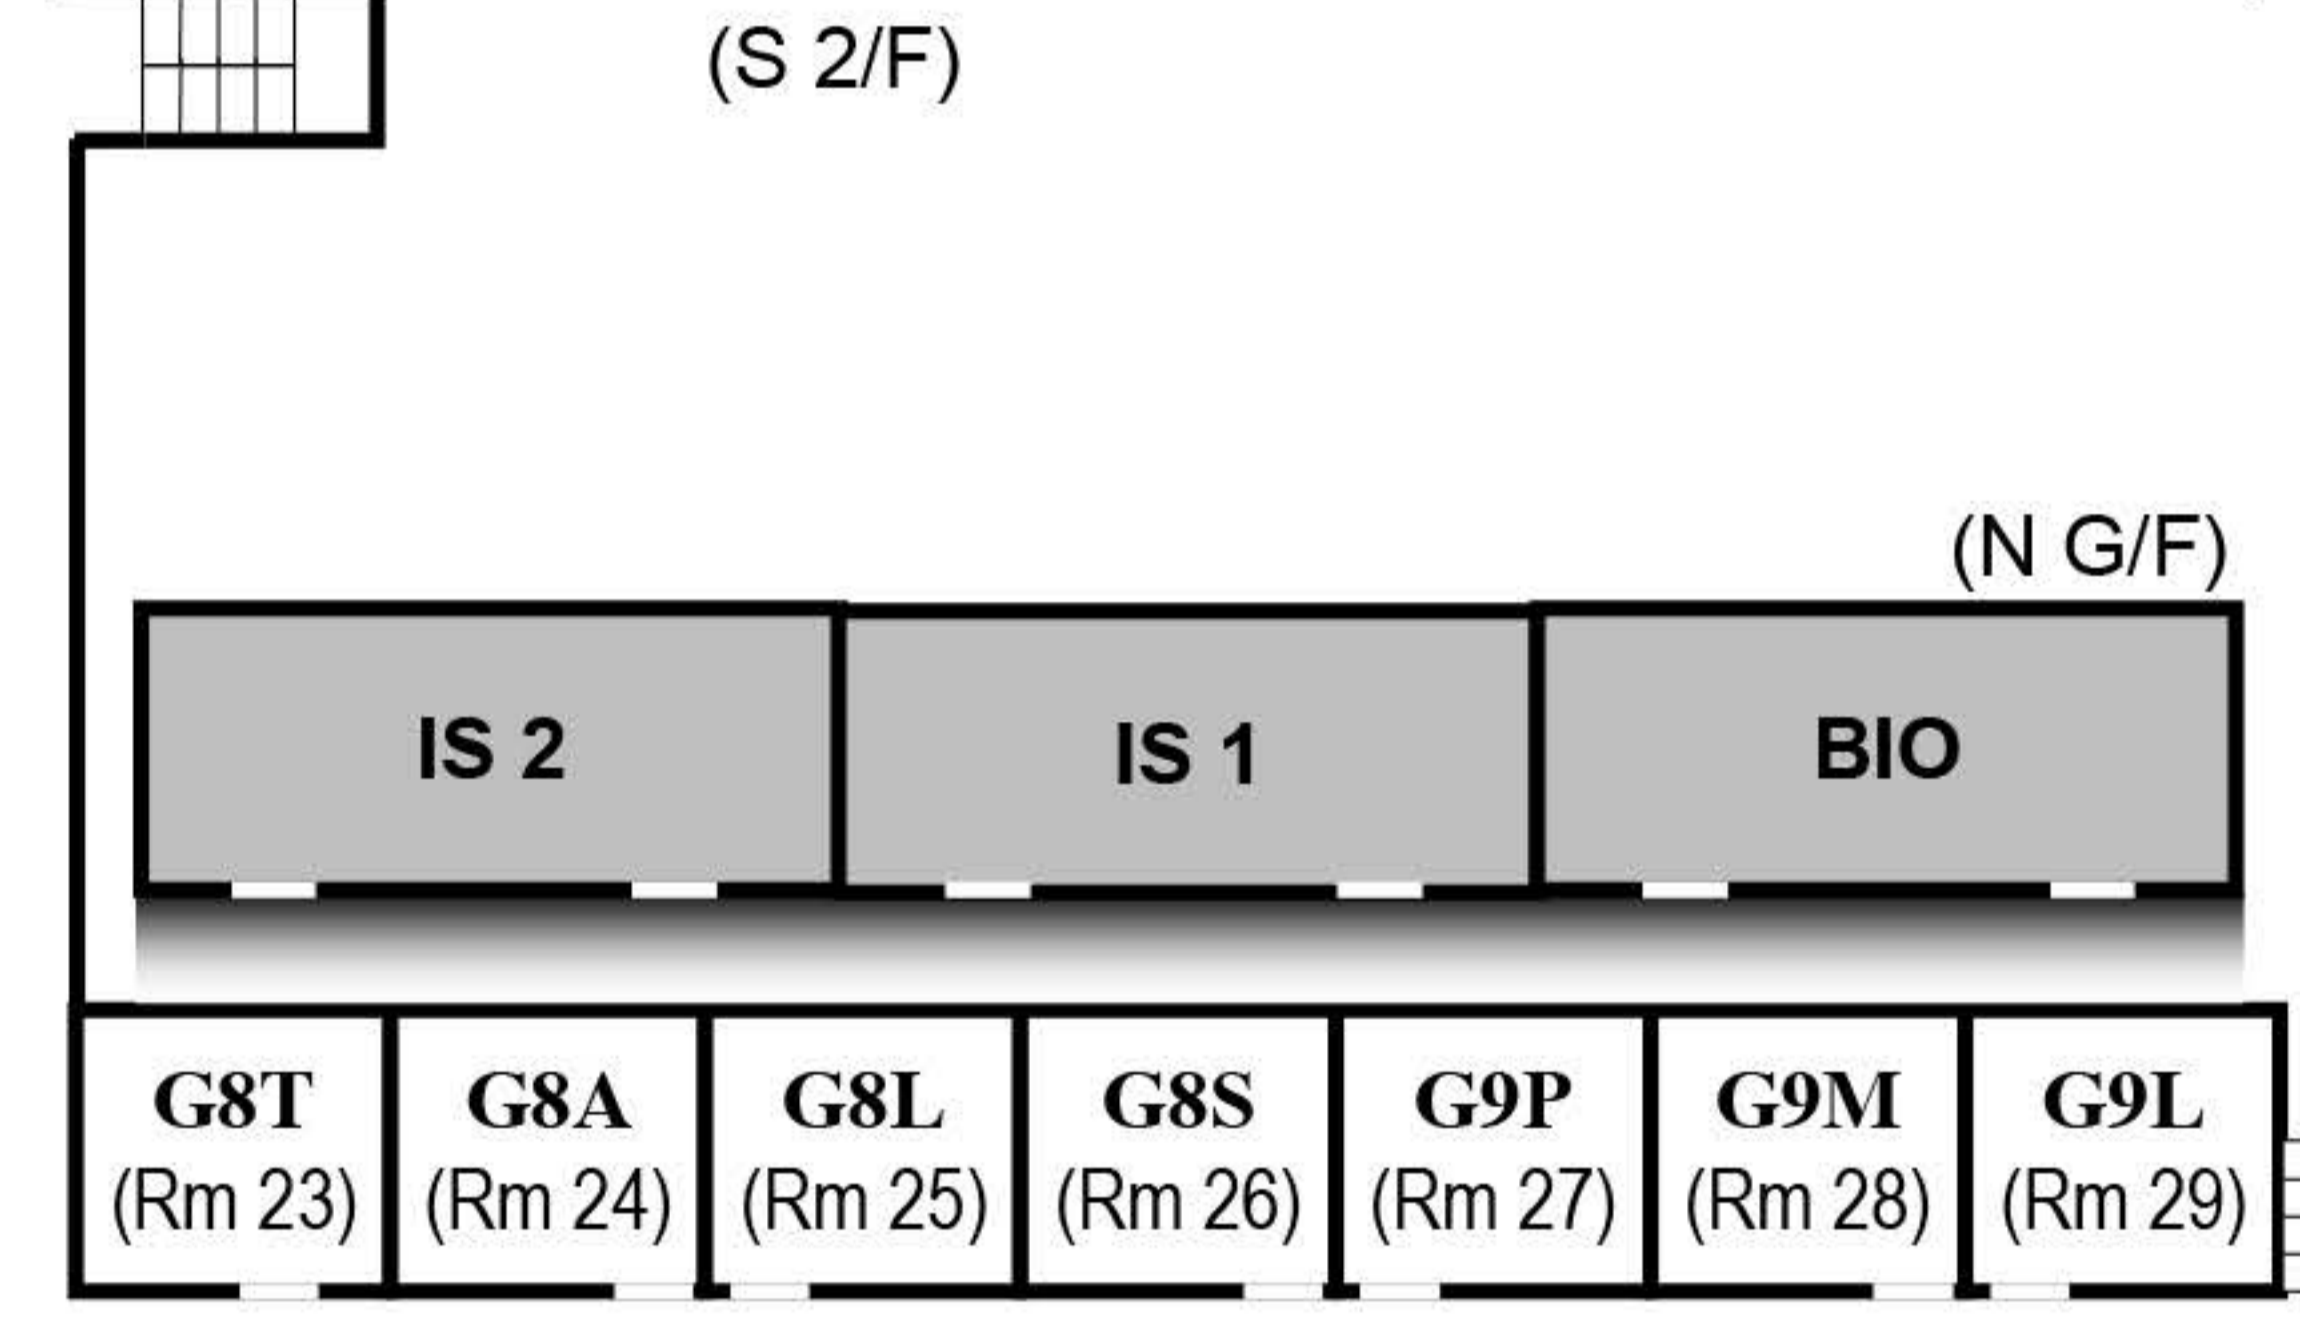 (S 2/F)
(N G/F)
IS 2
IS 1
BIO
G8T
(Rm 23)
G8A
(Rm 24)
G8L
(Rm 25)
G8S
(Rm 26)
G9P
(Rm 27)
G9M
(Rm 28)
G9L
(Rm 29)